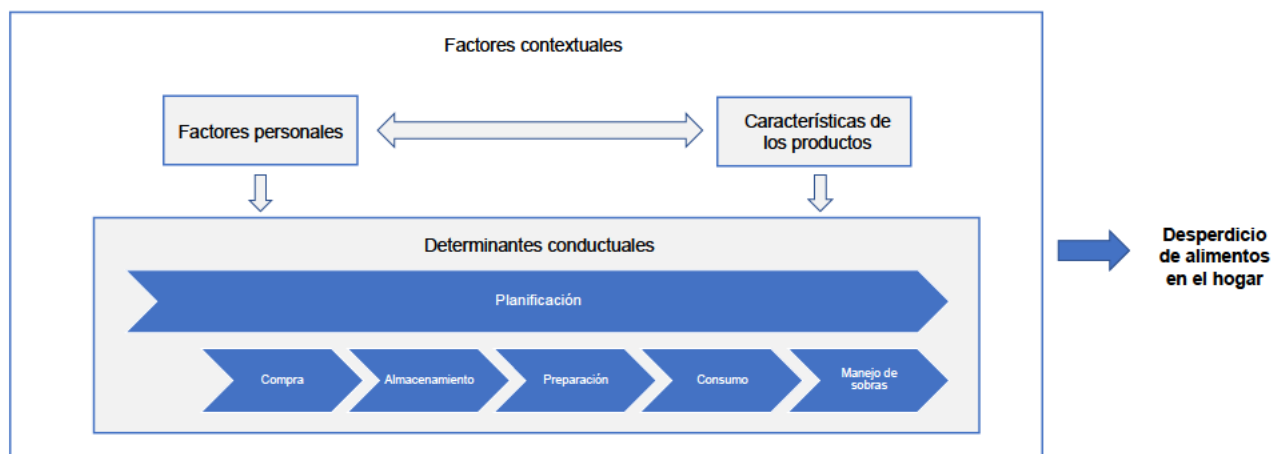 Factores contextuales
Factores personales
Características de
los productos
Determinantes conductuales
Planificación
Compra
Almacenamiento
Preparación
Consumo
Manejo de
sobras
Desperdicio
de alimentos
en el hogar